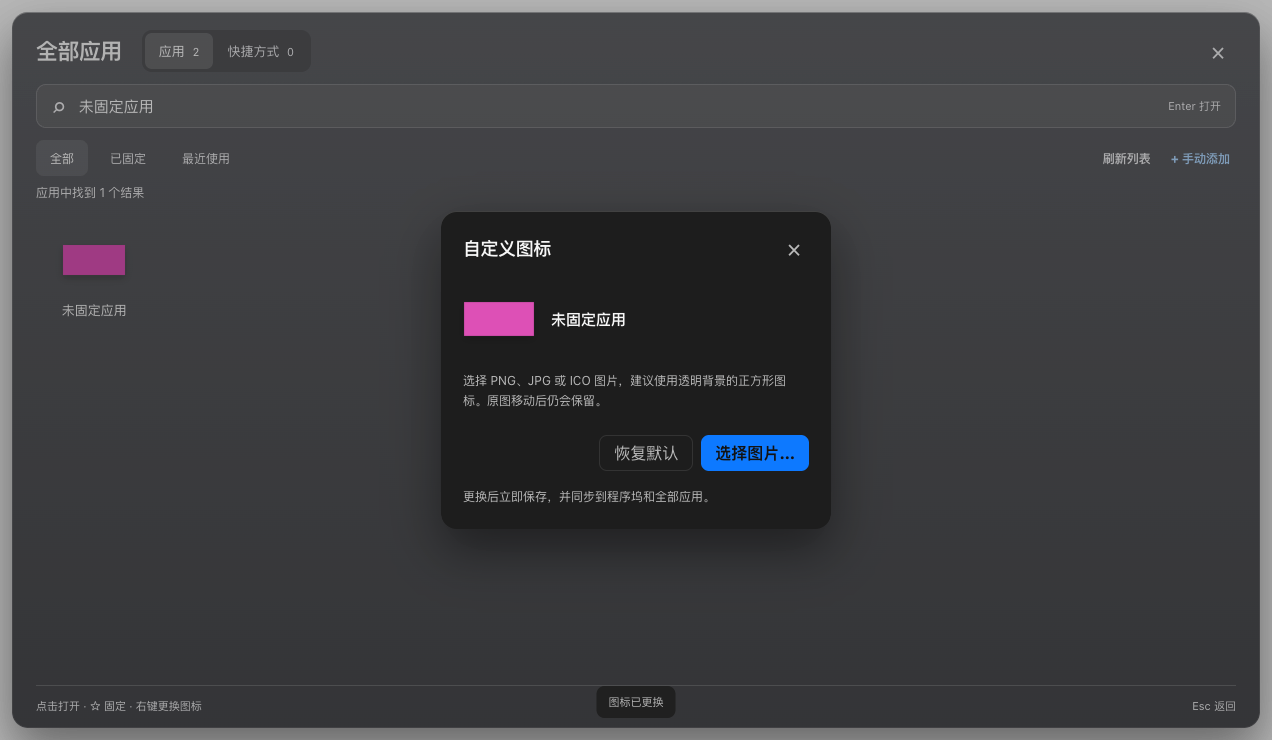 全部应用
应用 2
快捷方式 0
未固定应用
Enter 打开
全部
已固定
最近使用
刷新列表
+ 手动添加
应用中找到 1 个结果
未固定应用
自定义图标
未固定应用
选择 PNG、JPG 或 ICO 图片，建议使用透明背景的正方形图
标。原图移动后仍会保留。
恢复默认
选择图片...
更换后立即保存，并同步到程序坞和全部应用。
点击打开 · ☆ 固定 · 右键更换图标
图标已更换
Esc 返回